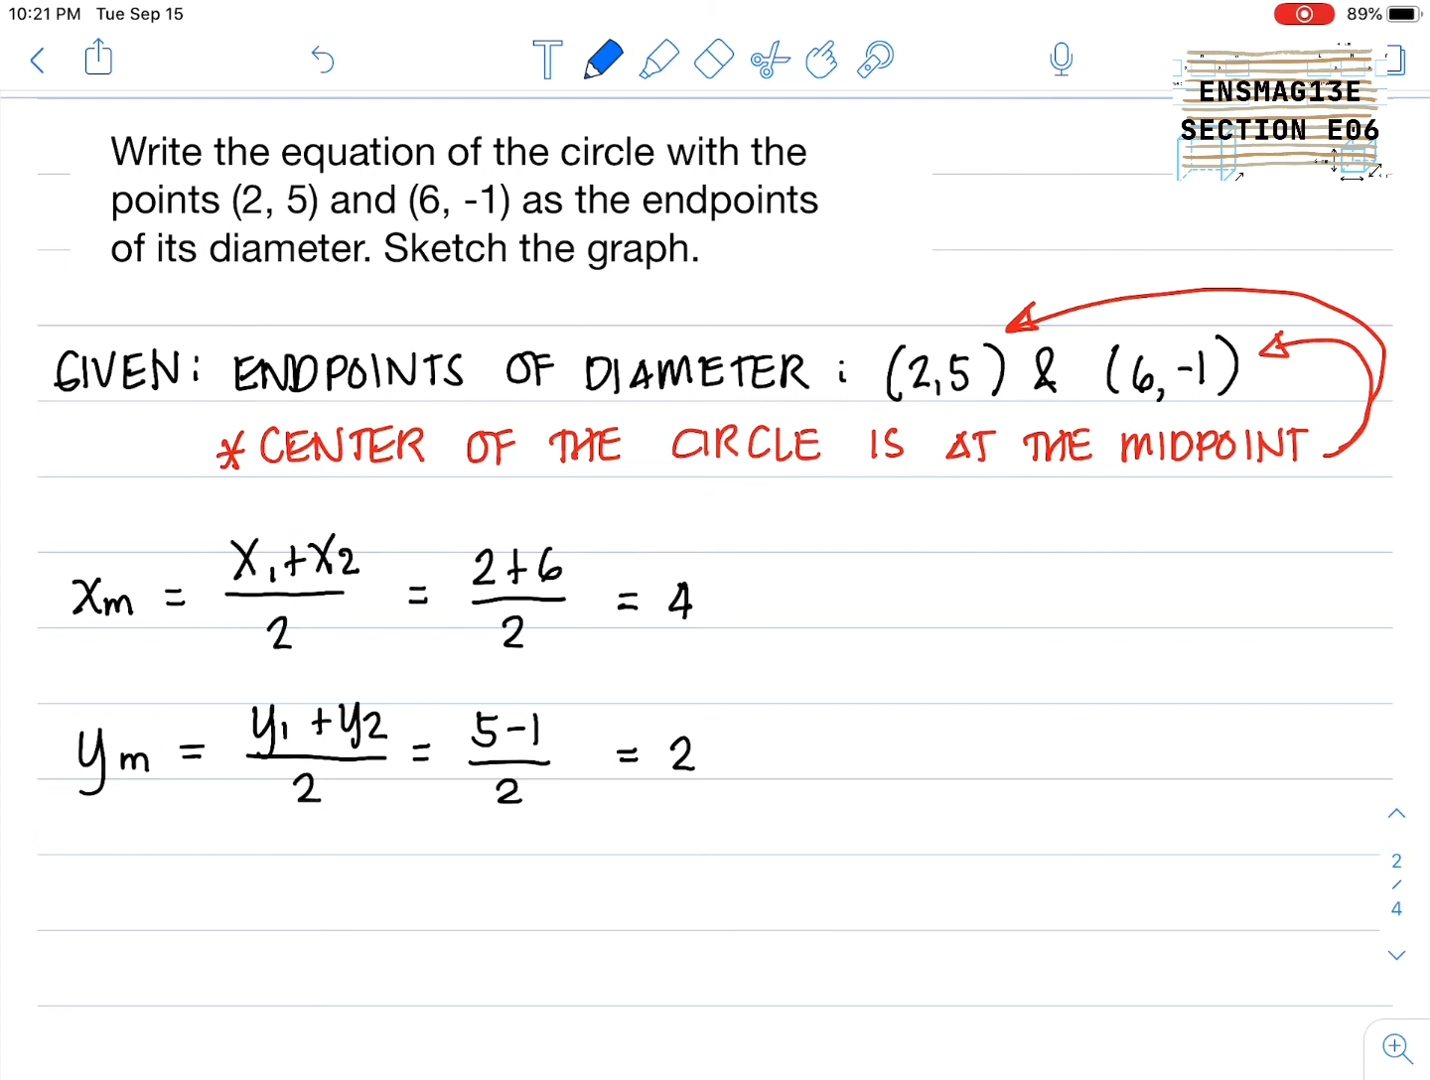 10:21 PM Tue Sep 15 89%
T
ENSMAG13E
SECTION E06
Write the equation of the circle with the
points (2, 5) and (6, -1) as the endpoints
of its diameter. Sketch the graph.
GIVEN: ENDPOINTS OF DIAMETER : (2,5) & (6,-1)
* CENTER OF THE CIRCLE IS AT THE MIDPOINT
xm = x1+x2/2 = 2+6/2 = 4
ym = y1+y2/2 = 5-1/2 = 2
2
/
4